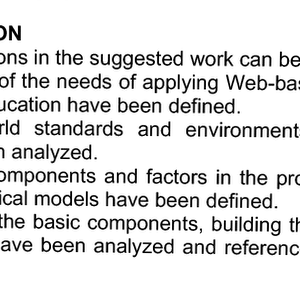 ON
ons in the suggested work can be
of the needs of applying Web-bas
ucation have been defined.
rld standards and environment
n analyzed.
omponents and factors in the pro
ical models have been defined.
the basic components, building th
ave been analyzed and referenc